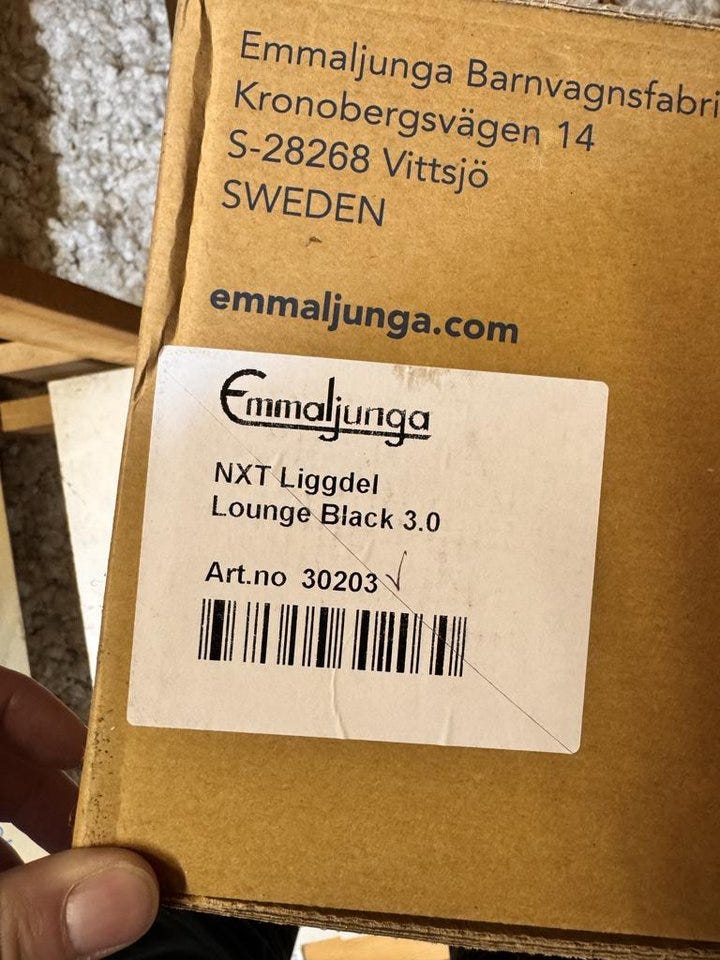 Emmaljunga Barnvagnsfabri
Kronobergsvägen 14
S-28268 Vittsjö
SWEDEN
emmaljunga.com
Emmaljunga
NXT Liggdel
Lounge Black 3.0
Art.no 30203